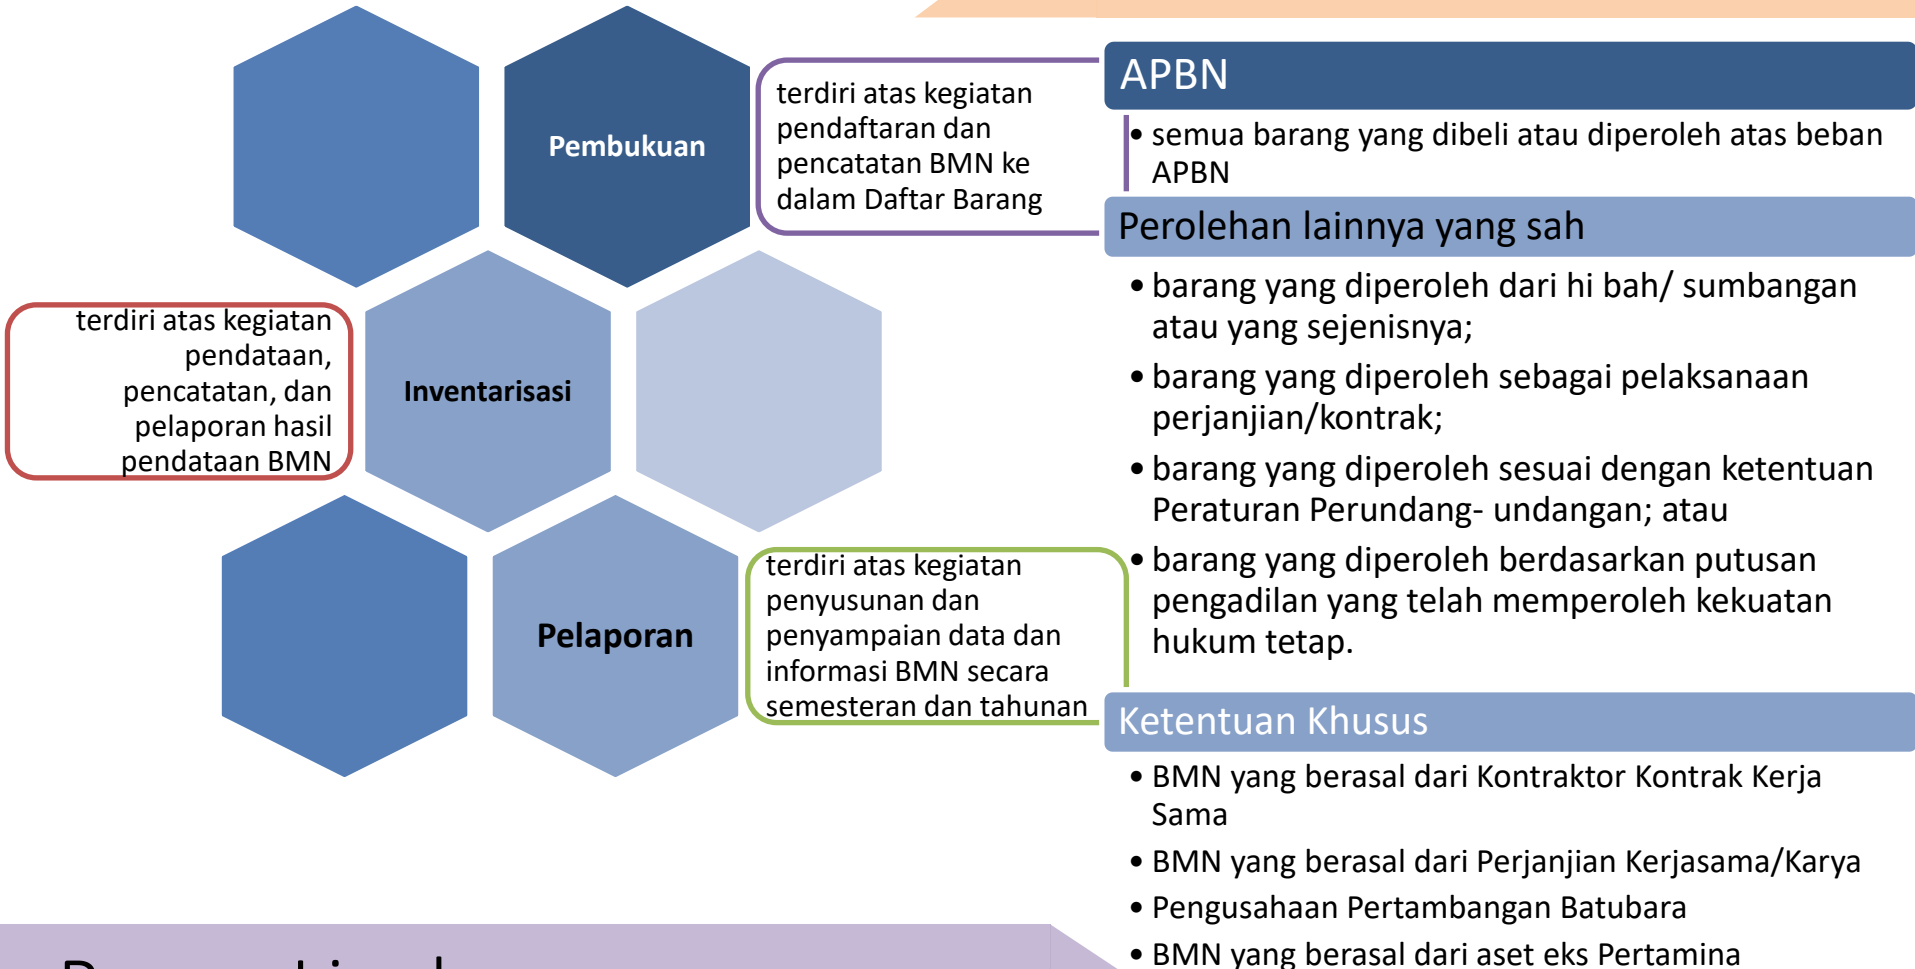 Pembukuan
terdiri atas kegiatan
pendaftaran dan
pencatatan BMN ke
dalam Daftar Barang
Inventarisasi
terdiri atas kegiatan
pendataan,
pencatatan, dan
pelaporan hasil
pendataan BMN
Pelaporan
terdiri atas kegiatan
penyusunan dan
penyampaian data dan
informasi BMN secara
semesteran dan tahunan
APBN
• semua barang yang dibeli atau diperoleh atas beban
APBN
Perolehan lainnya yang sah
• barang yang diperoleh dari hi bah/ sumbangan
atau yang sejenisnya;
• barang yang diperoleh sebagai pelaksanaan
perjanjian/kontrak;
• barang yang diperoleh sesuai dengan ketentuan
Peraturan Perundang- undangan; atau
• barang yang diperoleh berdasarkan putusan
pengadilan yang telah memperoleh kekuatan
hukum tetap.
Ketentuan Khusus
• BMN yang berasal dari Kontraktor Kontrak Kerja
Sama
• BMN yang berasal dari Perjanjian Kerjasama/Karya
• Pengusahaan Pertambangan Batubara
• BMN yang berasal dari aset eks Pertamina